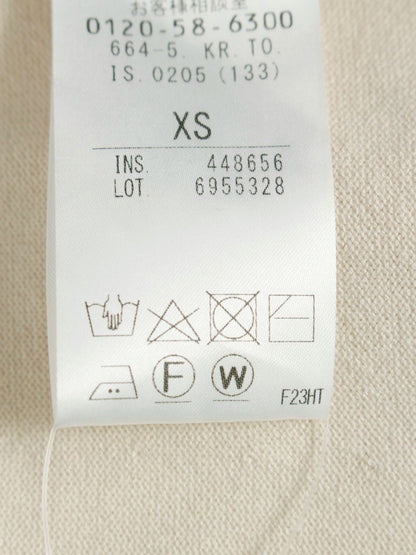 お客様相談室
0120-58-6300
664-5. KR. TO.
IS. 0205 (133)
XS
INS. 448656
LOT. 6955328
F W F23HT